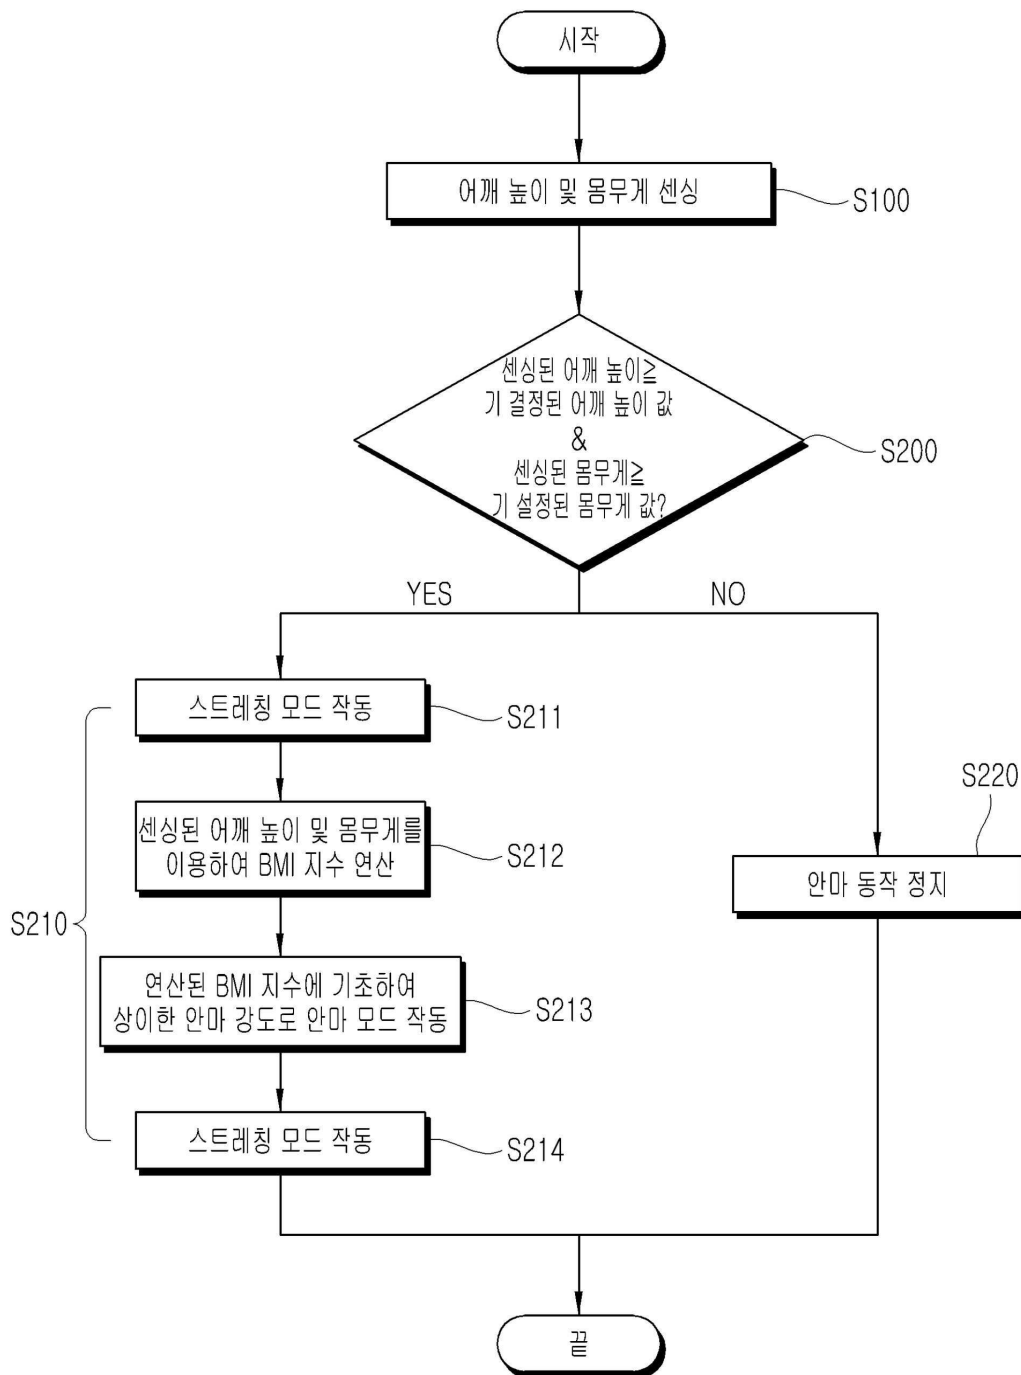 시작
어깨 높이 및 몸무게 센싱
S100
센싱된 어깨 높이≧
기 결정된 어깨 높이 값
&
센싱된 몸무게≧
기 설정된 몸무게 값?
S200
YES
NO
스트레칭 모드 작동
S211
S220
센싱된 어깨 높이 및 몸무게를
이용하여 BMI 지수 연산
S212
안마 동작 정지
S210
연산된 BMI 지수에 기초하여
상이한 안마 강도로 안마 모드 작동
S213
스트레칭 모드 작동
S214
끝